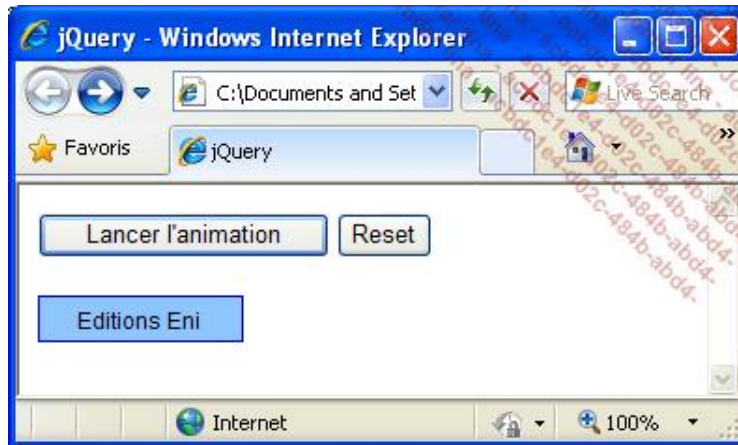 jQuery - Windows Internet Explorer
C:\Documents and Set
Live Search
Favoris
jQuery
»
Lancer l'animation
Reset
Editions Eni
Internet
100%